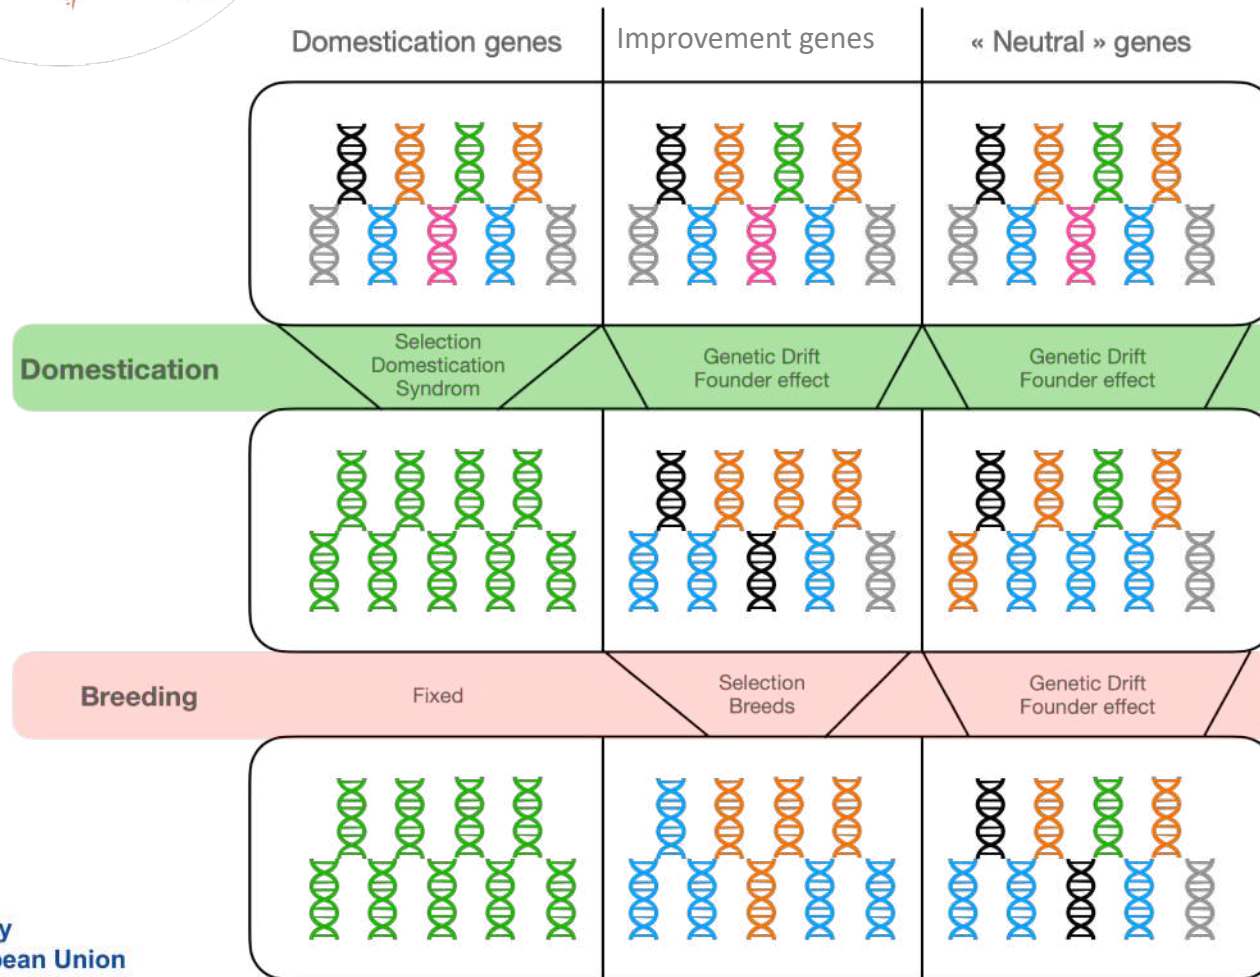 Domestication genes
Improvement genes
« Neutral » genes
Domestication
Selection
Domestication
Syndrom
Genetic Drift
Founder effect
Genetic Drift
Founder effect
Breeding
Fixed
Selection
Breeds
Genetic Drift
Founder effect
y
pean Union